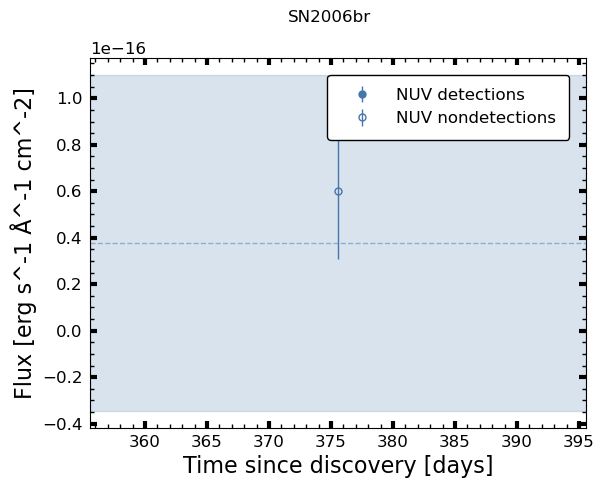 SN2006br
1e−16
NUV detections
NUV nondetections
1.0
0.8
0.6
0.4
0.2
0.0
−0.2
−0.4
Flux [erg s^-1 Å^-1 cm^-2]
360 365 370 375 380 385 390 395
Time since discovery [days]